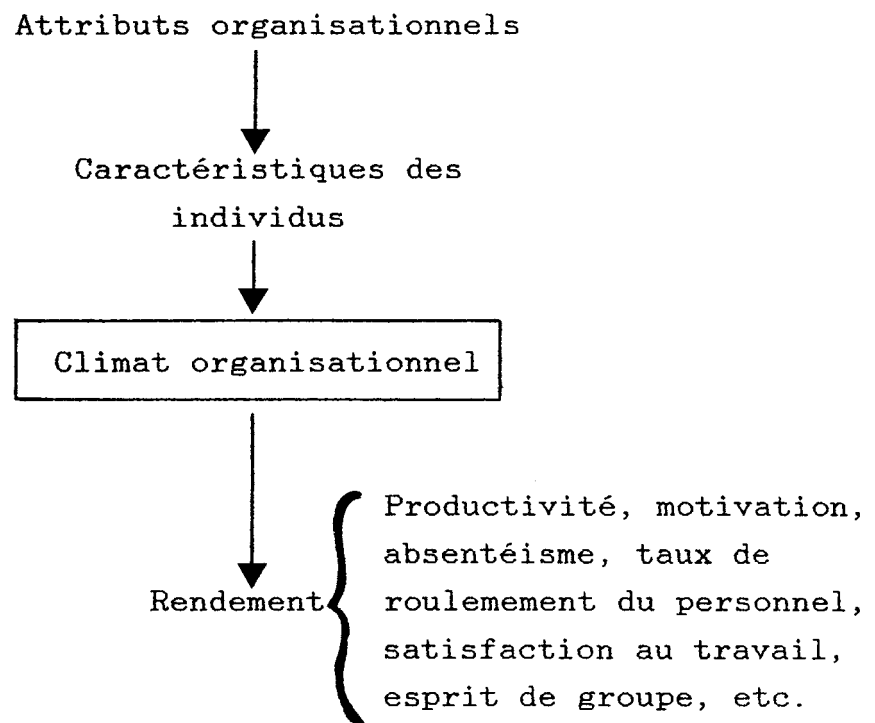 Attributs organisationnels
Caractéristiques des
individus
Climat organisationnel
Rendement
Productivité, motivation,
absentéisme, taux de
roulemement du personnel,
satisfaction au travail,
esprit de groupe, etc.